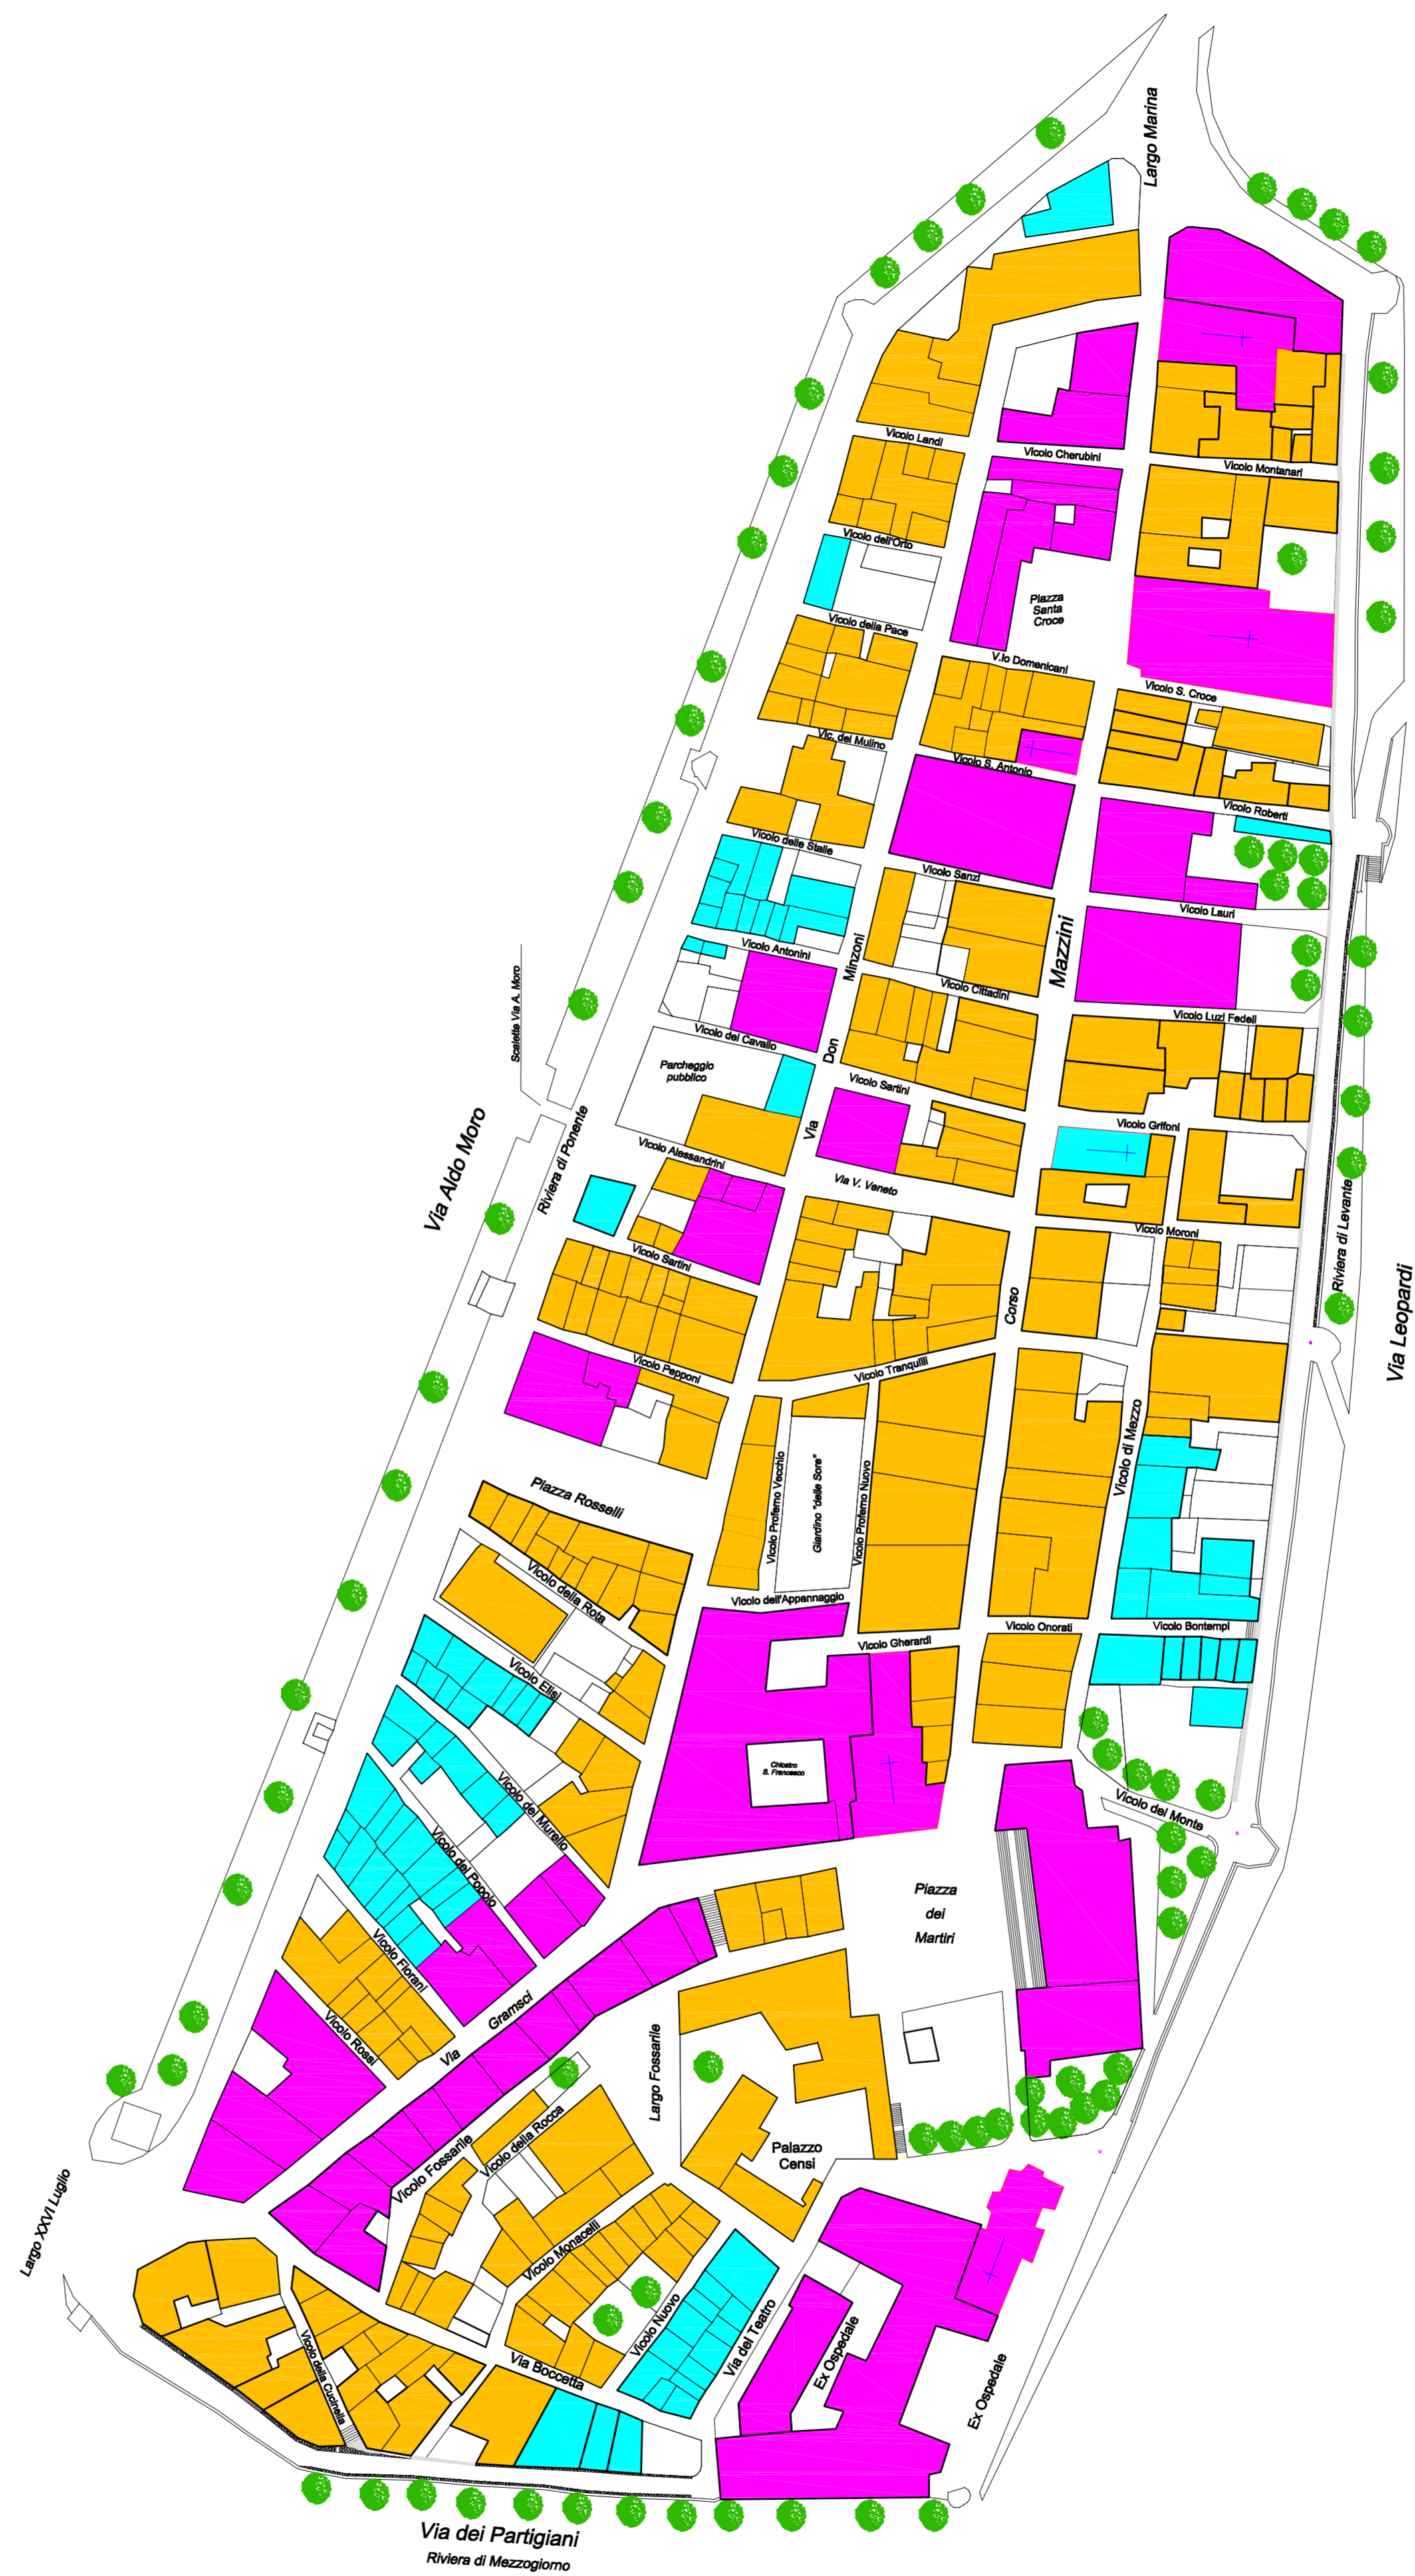 Largo Marina
Vicolo Landi
Vicolo Cherubini
Vicolo Montanari
Vicolo dell'Orto
Piazza
Santa
Croce
Vicolo della Pace
V.lo Domenicani
Vicolo S. Croce
Vic. del Mulino
Vicolo S. Antonio
Vicolo Roberti
Vicolo delle Stalle
Vicolo Sanzi
Vicolo Lauri
Mazzini
Minzoni
Vicolo Antonini
Vicolo Cittadini
Scalette Via A. Moro
Vicolo Luzi Fedeli
Vicolo del Cavallo
Don
Parcheggio
pubblico
Vicolo Sartini
Via Aldo Moro
Riviera di Ponente
Via
Vicolo Grifoni
Vicolo Alessandrini
Via V. Veneto
Riviera di Levante
Vicolo Moroni
Vicolo Sartini
Via Leopardi
Corso
Vicolo Pepponi
Vicolo Tranquilli
Vicolo di Mezzo
Vicolo Proferno Vecchio
Giardino "delle Sore"
Vicolo Proferno Nuovo
Piazza Rosselli
Vicolo della Rota
Vicolo dell'Appannaggio
Vicolo Onorati
Vicolo Bontempi
Vicolo Gherardi
Vicolo Elisi
Chiostro
S. Francesco
Vicolo del Murello
Vicolo del Monte
Vicolo del Popolo
Piazza
dei
Martiri
Vicolo Fiorani
Gramsci
Vicolo Rossi
Via
Largo Fossarile
Vicolo della Rocca
Vicolo Fossarile
Palazzo
Censi
Largo XXVI Luglio
Vicolo Monacelli
Vicolo Nuovo
Via del Teatro
Ex Ospedale
Ex Ospedale
Vicolo della Cucinella
Via Boccetta
Via dei Partigiani
Riviera di Mezzogiorno